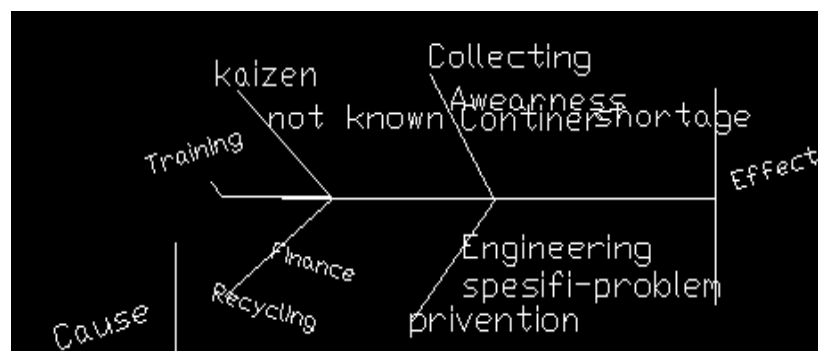 Collecting
kaizen
Awearness
not known Continer shortage
Training
Effect
Engineering
Finance
spesifi-problem
Recycling
privention
Cause